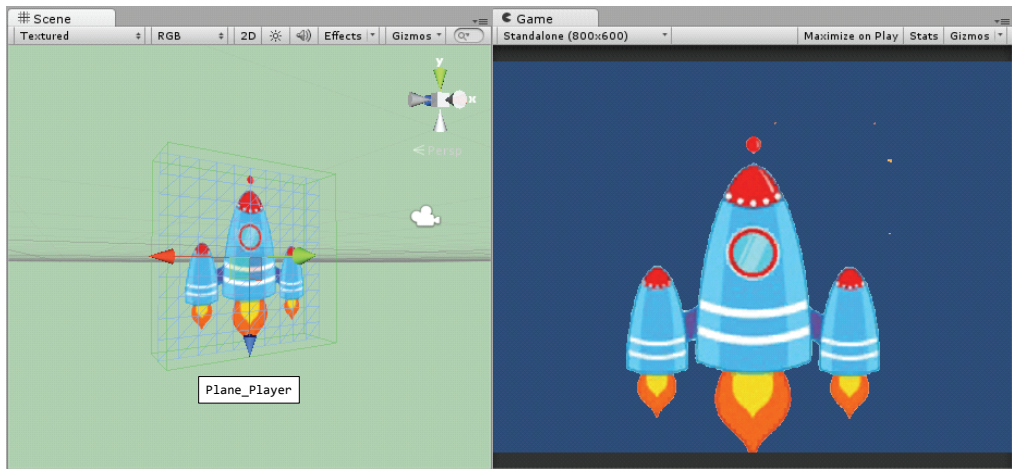 Scene
Textured RGB 2D Effects Gizmos
y
x
Persp
Plane_Player
Game
Standalone (800x600) Maximize on Play Stats Gizmos